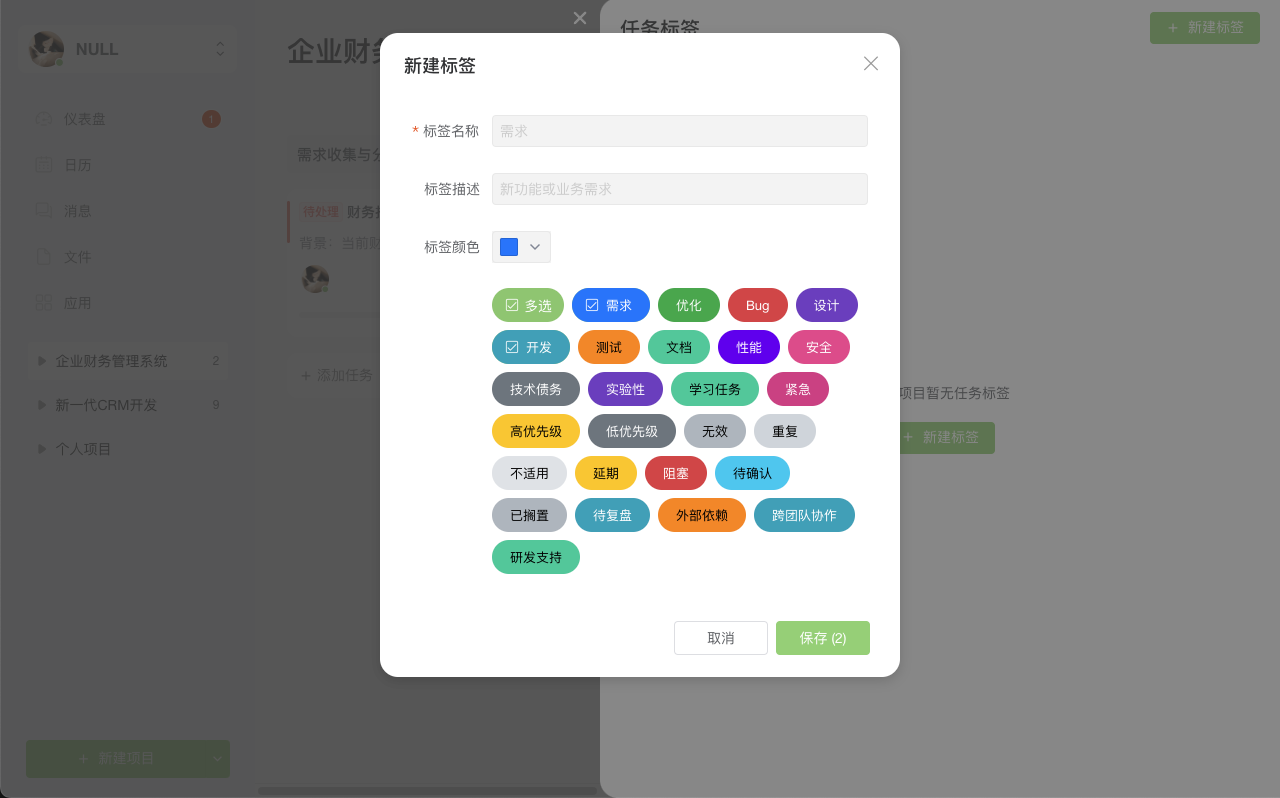 NULL
仪表盘 1
日历
消息
文件
应用
企业财务管理系统 2
新一代CRM开发 9
个人项目
+ 新建项目
企业财务
需求收集与分
待处理 财务
背景：当前财
+ 添加任务
任务标签
+ 新建标签
项目暂无任务标签
+ 新建标签
新建标签
* 标签名称 需求
标签描述 新功能或业务需求
标签颜色
多选 需求 优化 Bug 设计
开发 测试 文档 性能 安全
技术债务 实验性 学习任务 紧急
高优先级 低优先级 无效 重复
不适用 延期 阻塞 待确认
已搁置 待复盘 外部依赖 跨团队协作
研发支持
取消 保存 (2)